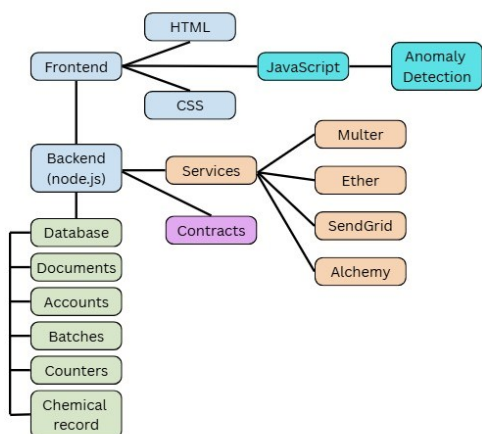 HTML
Frontend
JavaScript
Anomaly
Detection
CSS
Backend
(node.js)
Services
Contracts
Multer
Ether
SendGrid
Alchemy
Database
Documents
Accounts
Batches
Counters
Chemical
record